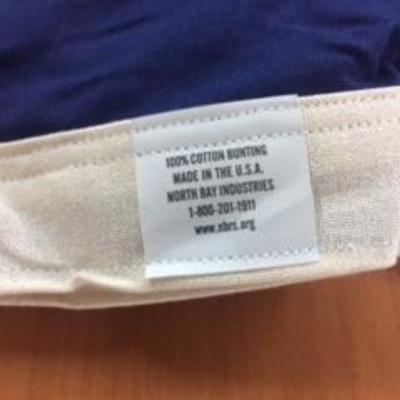 100% COTTON BUNTING
MADE IN THE U.S.A.
NORTH BAY INDUSTRIES
1-800-201-1911
www.nbrs.org